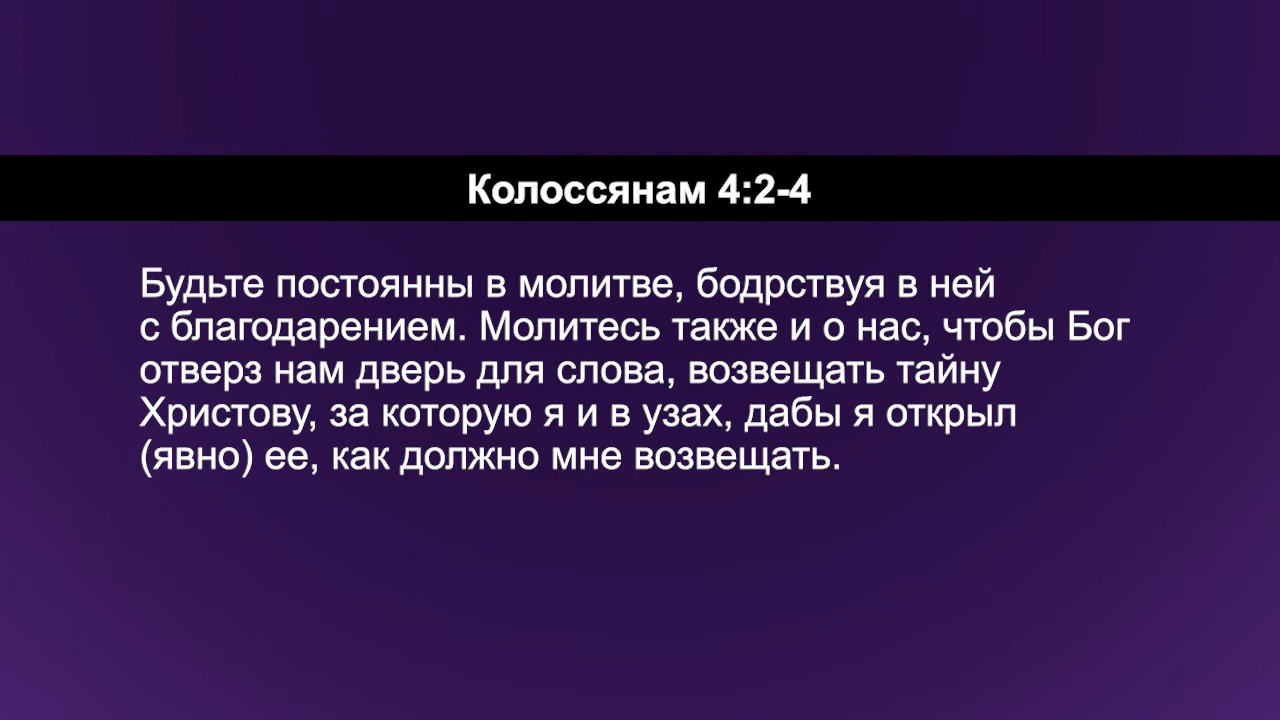 Колоссянам 4:2-4
Будьте постоянны в молитве, бодрствуя в ней
с благодарением. Молитесь также и о нас, чтобы Бог
отверз нам дверь для слова, возвещать тайну
Христову, за которую я и в узах, дабы я открыл
(явно) ее, как должно мне возвещать.